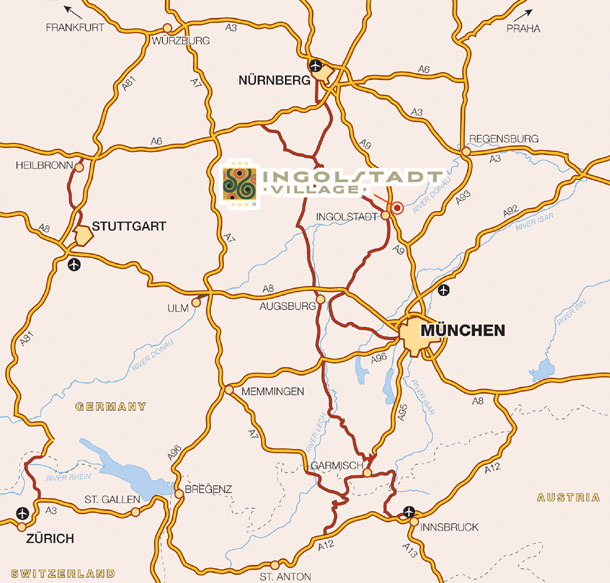 FRANKFURT
WÜRZBURG
A3
PRAHA
NÜRNBERG
A6
A81
A7
A3
A9
REGENSBURG
A6
HEILBRONN
INGOLSTADT
VILLAGE
RIVER DONAU
A93
A92
RIVER ISAR
INGOLSTADT
A8
STUTTGART
A7
A9
A8
ULM
AUGSBURG
RIVER INN
MÜNCHEN
A81
RIVER DONAU
A96
MEMMINGEN
A95
RIVER ISAR
A8
GERMANY
RIVER LECH
A7
A96
GARMISCH
A12
RIVER RHEIN
BREGENZ
ST. GALLEN
AUSTRIA
A3
INNSBRUCK
ZÜRICH
A12
A13
ST. ANTON
SWITZERLAND